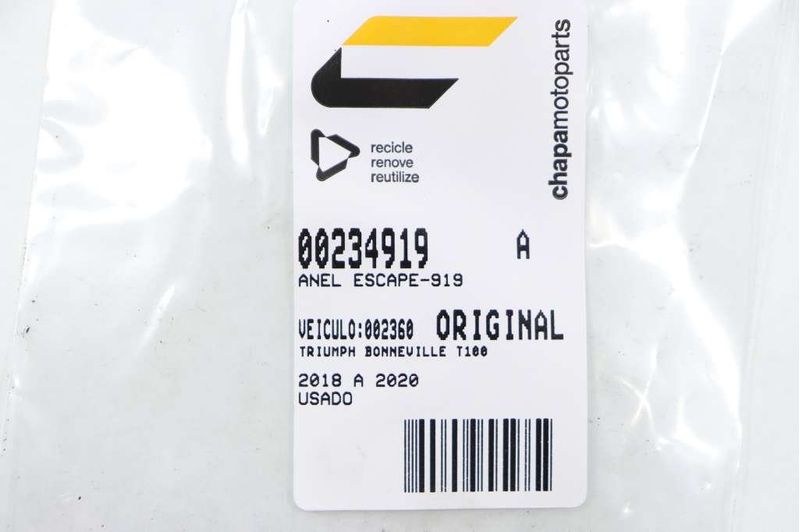 chapamotoparts
recicle
renove
reutilize
00234919 A
ANEL ESCAPE-919
VEICULO:002360 ORIGINAL
TRIUMPH BONNEVILLE T100
2018 A 2020
USADO